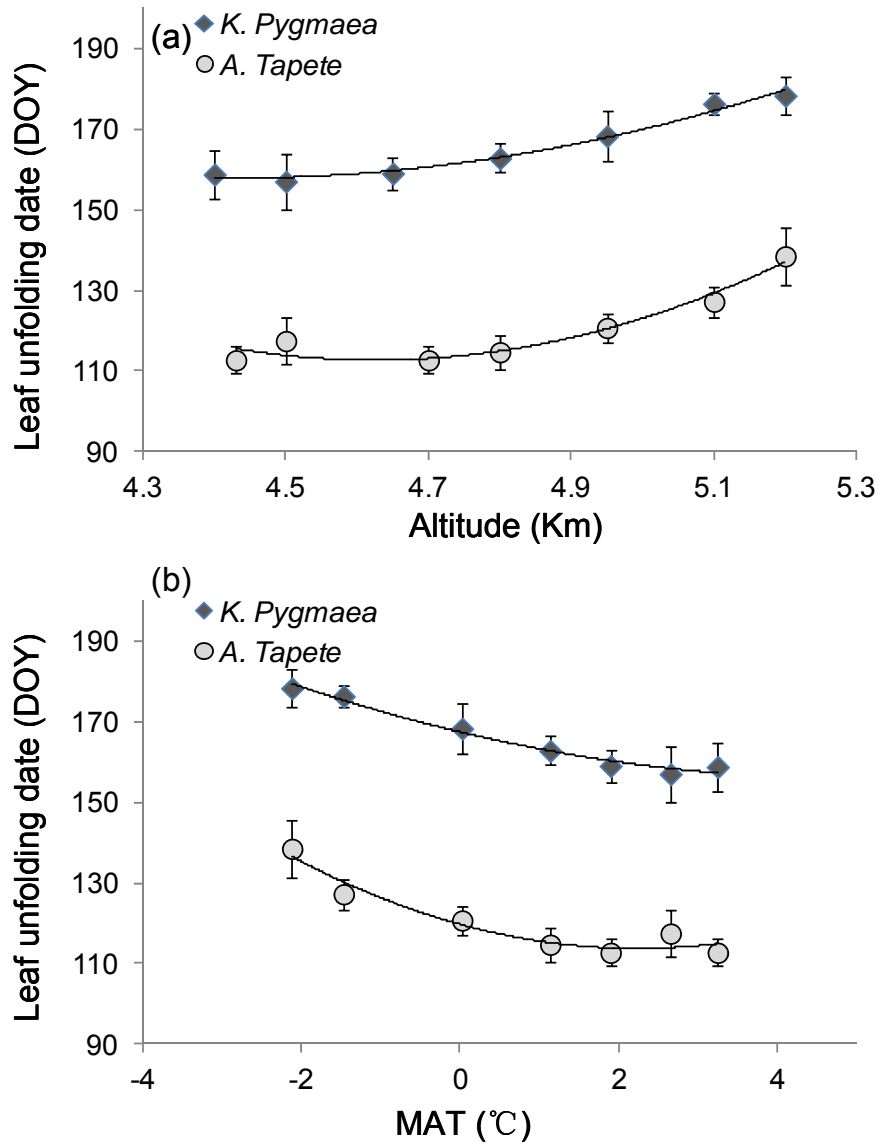 (a)
K. Pygmaea
A. Tapete
Leaf unfolding date (DOY)
190
170
150
130
110
90
4.3 4.5 4.7 4.9 5.1 5.3
Altitude (Km)
(b)
K. Pygmaea
A. Tapete
Leaf unfolding date (DOY)
190
170
150
130
110
90
-4 -2 0 2 4
MAT (℃)